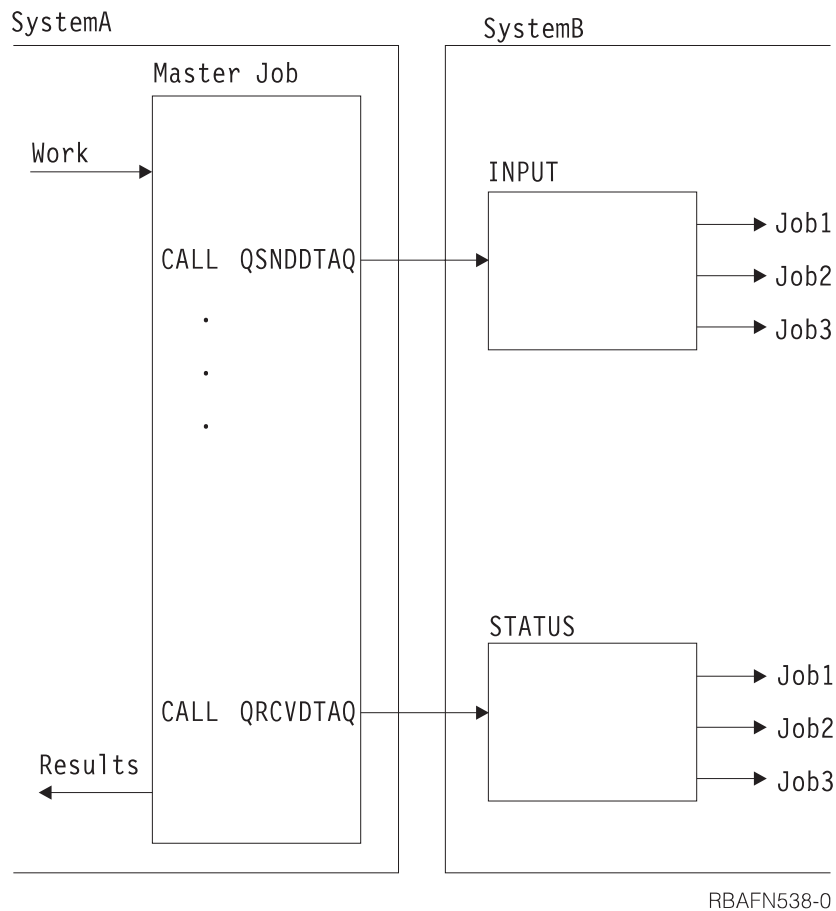 SystemA
SystemB
Master Job
Work
INPUT
Job1
CALL QSNDDTAQ
Job2
Job3
.
.
.
STATUS
Job1
CALL QRCVDTAQ
Job2
Results
Job3
RBAFN538-0